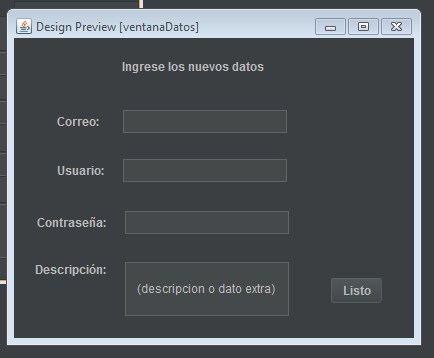 Design Preview [ventanaDatos]
Ingrese los nuevos datos
Correo:
Usuario:
Contraseña:
Descripción:
(descripcion o dato extra)
Listo